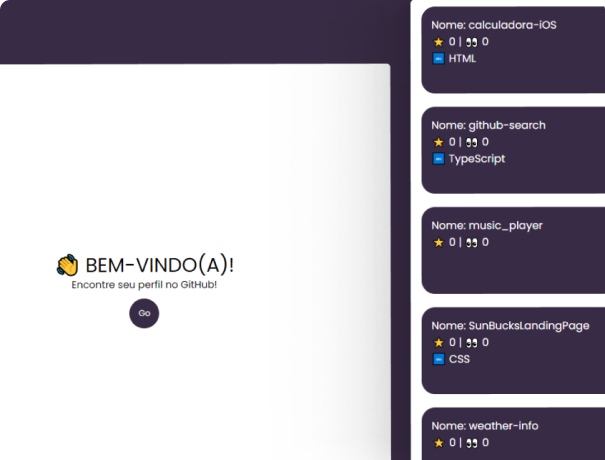 👋 BEM-VINDO(A)!
Encontre seu perfil no GitHub!
Go
Nome: calculadora-iOS
⭐ 0 | 👀 0
HTML
Nome: github-search
⭐ 0 | 👀 0
TypeScript
Nome: music_player
⭐ 0 | 👀 0
Nome: SunBucksLandingPage
⭐ 0 | 👀 0
CSS
Nome: weather-info
⭐ 0 | 👀 0